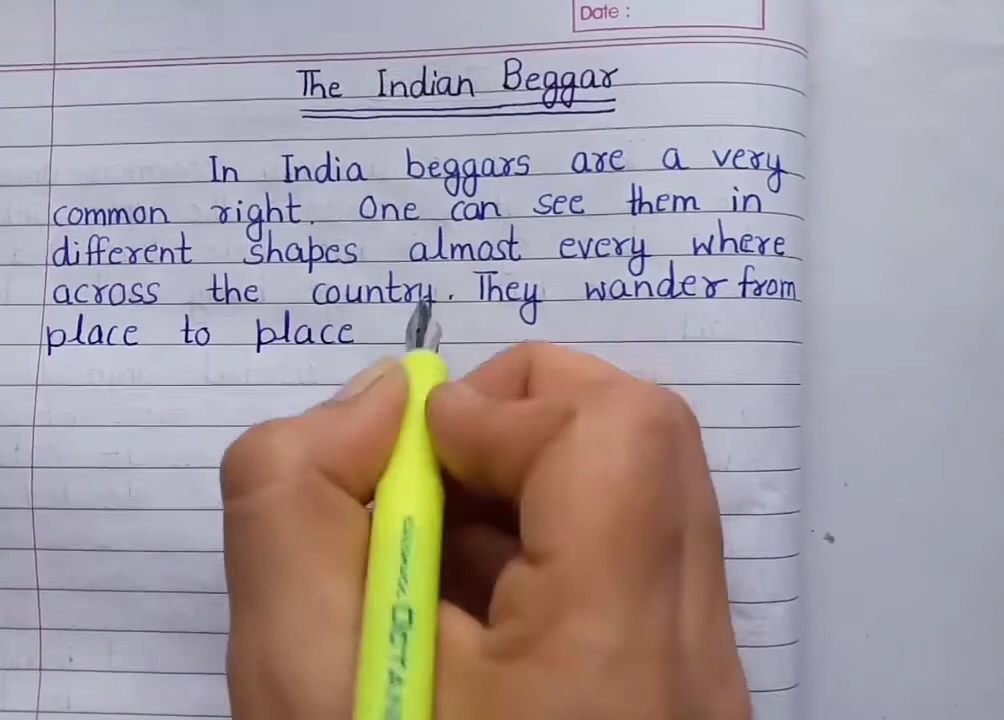 Date :
The Indian Beggar
In India beggars are a very
common right. One can see them in
different shapes almost every where
across the country. They wander from
place to place